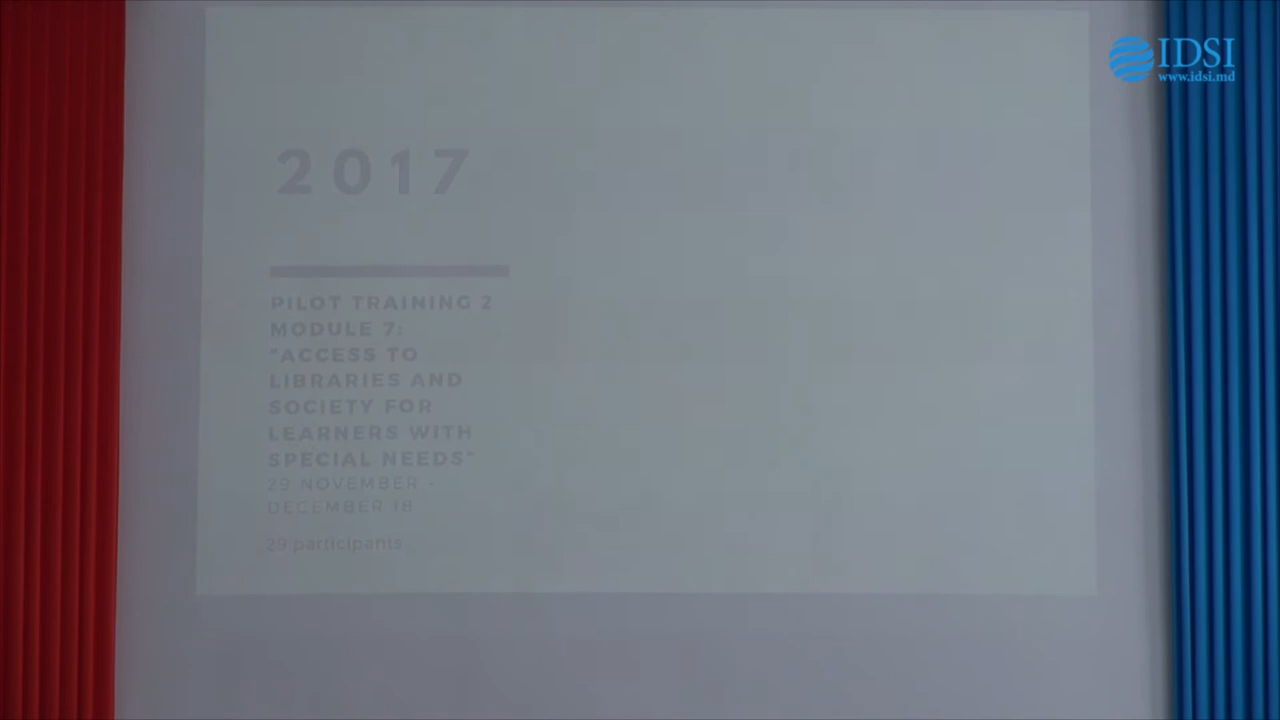 IDSI
www.idsi.md
2017
PILOT TRAINING 2
MODULE 7:
"ACCESS TO
LIBRARIES AND
SOCIETY FOR
LEARNERS WITH
SPECIAL NEEDS"
29 NOVEMBER -
DECEMBER 18
29 participants